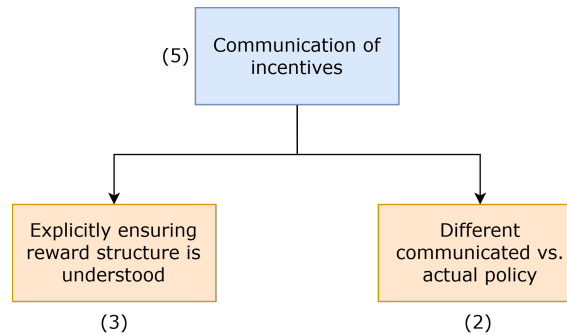 (5)
Communication of
incentives
Explicitly ensuring
reward structure is
understood
Different
communicated vs.
actual policy
(3)
(2)